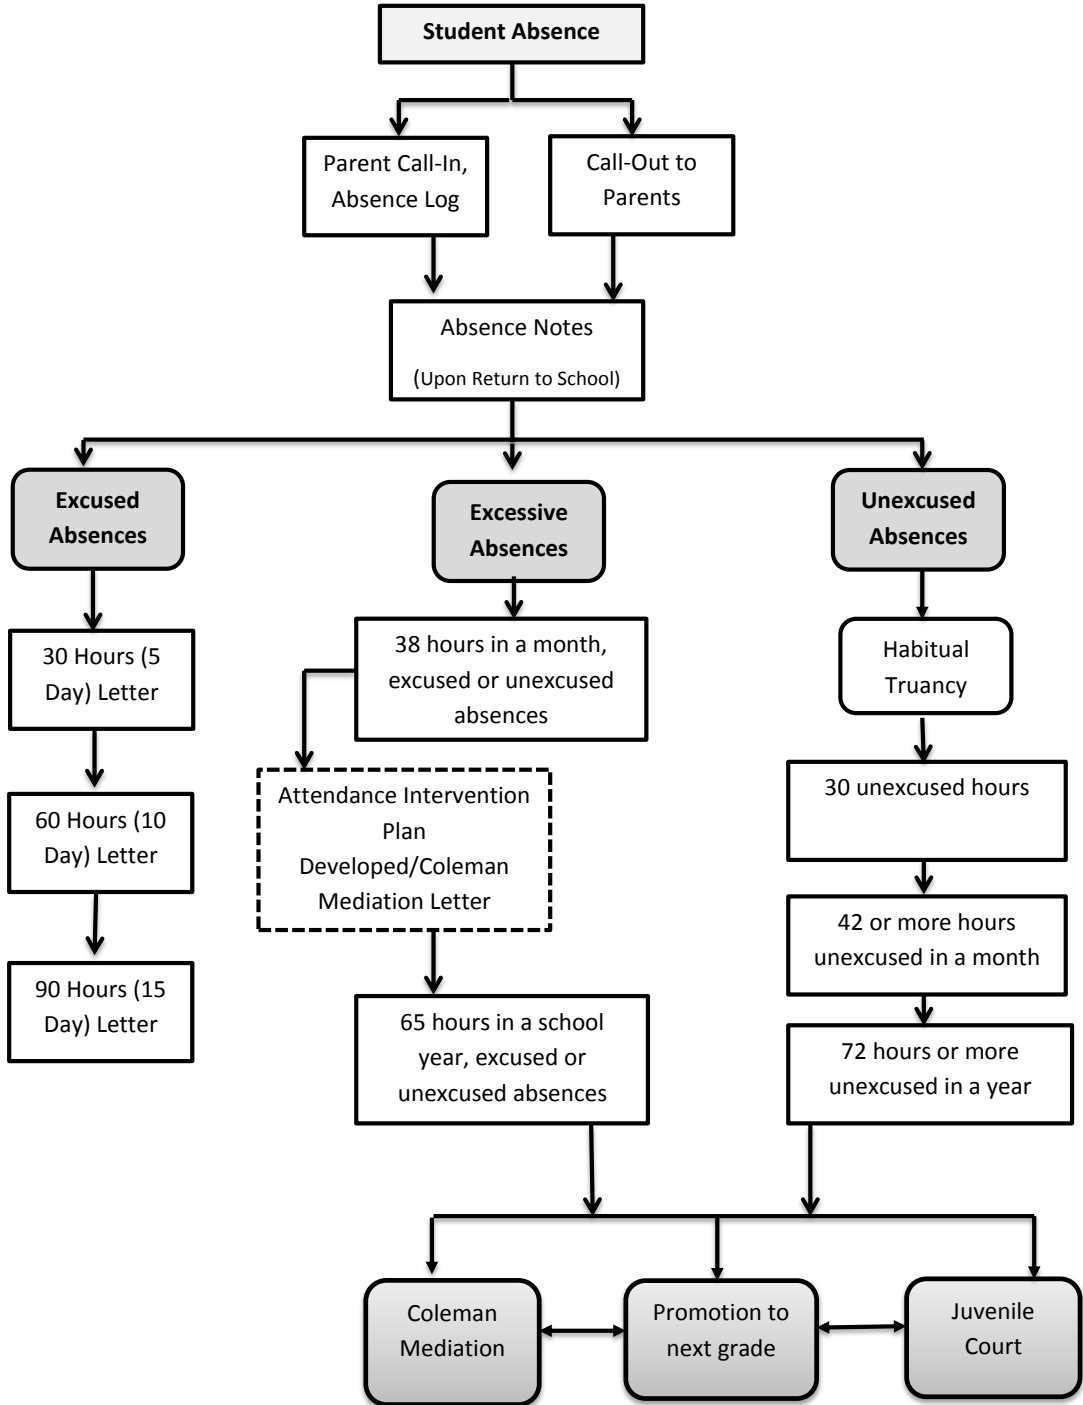 Student Absence
Parent Call-In,
Absence Log
Call-Out to
Parents
Absence Notes
(Upon Return to School)
Excused
Absences
Excessive
Absences
Unexcused
Absences
30 Hours (5
Day) Letter
60 Hours (10
Day) Letter
90 Hours (15
Day) Letter
38 hours in a month,
excused or unexcused
absences
Attendance Intervention
Plan
Developed/Coleman
Mediation Letter
65 hours in a school
year, excused or
unexcused absences
Habitual
Truancy
30 unexcused hours
42 or more hours
unexcused in a month
72 hours or more
unexcused in a year
Coleman
Mediation
Promotion to
next grade
Juvenile
Court